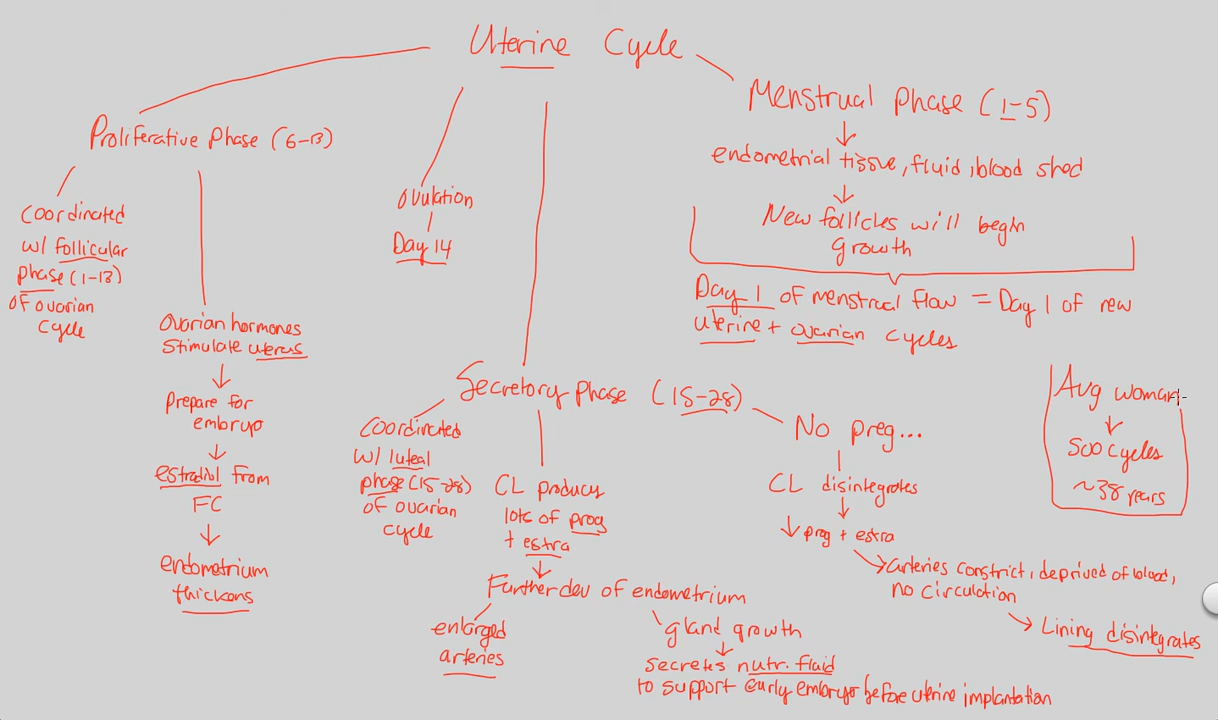 Uterine Cycle
Proliferative Phase (6-13)
Coordinated
w/ follicular
phase (1-13)
of ovarian
cycle
Ovarian hormones
stimulate uterus
Prepare for
embryo
estradiol from
FC
endometrium
thickens
Ovulation
Day 14
Secretory Phase (15-28)
Coordinated
w/ luteal
phase (15-28)
of ovarian
cycle
CL produces
lots of prog
+ estra
Further dev of endometrium
enlarged
arteries
gland growth
secretes nutr. fluid
to support early embryo before uterine implantation
No preg...
CL disintegrates
↓ prog + estra
arteries constrict, deprived of blood,
no circulation
Lining disintegrates
Menstrual Phase (1-5)
endometrial tissue, fluid, blood shed
New follicles will begin
growth
Day 1 of menstrual flow = Day 1 of new
uterine + ovarian cycles
Avg woman
500 cycles
~38 years